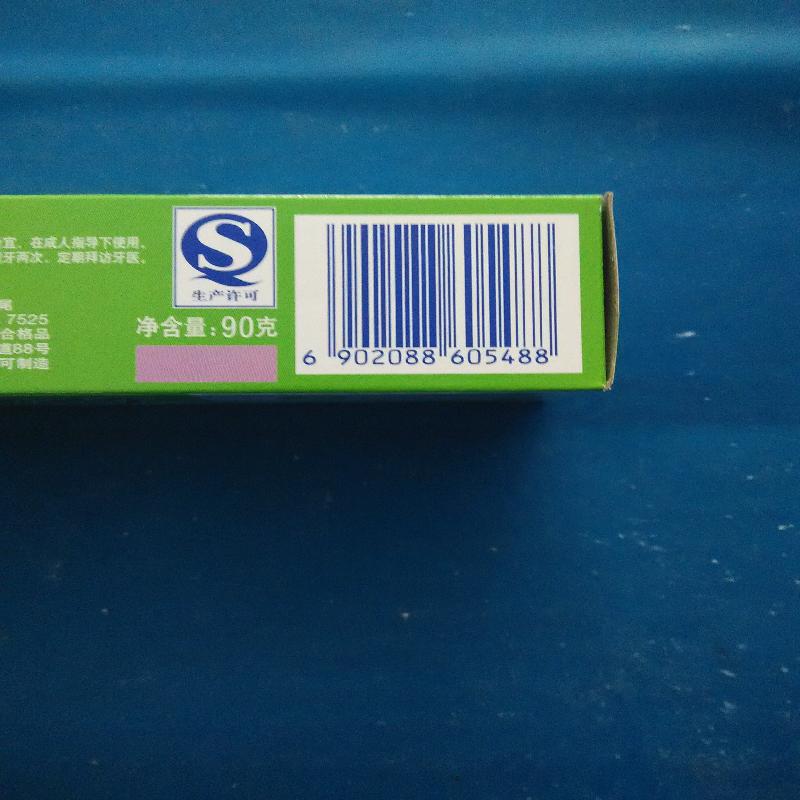 宜、在成人指导下使用、
牙两次、定期拜访牙医、
尾
7525
合格品
道88号
可制造
S
生产许可
净含量:90克
6 902088 605488